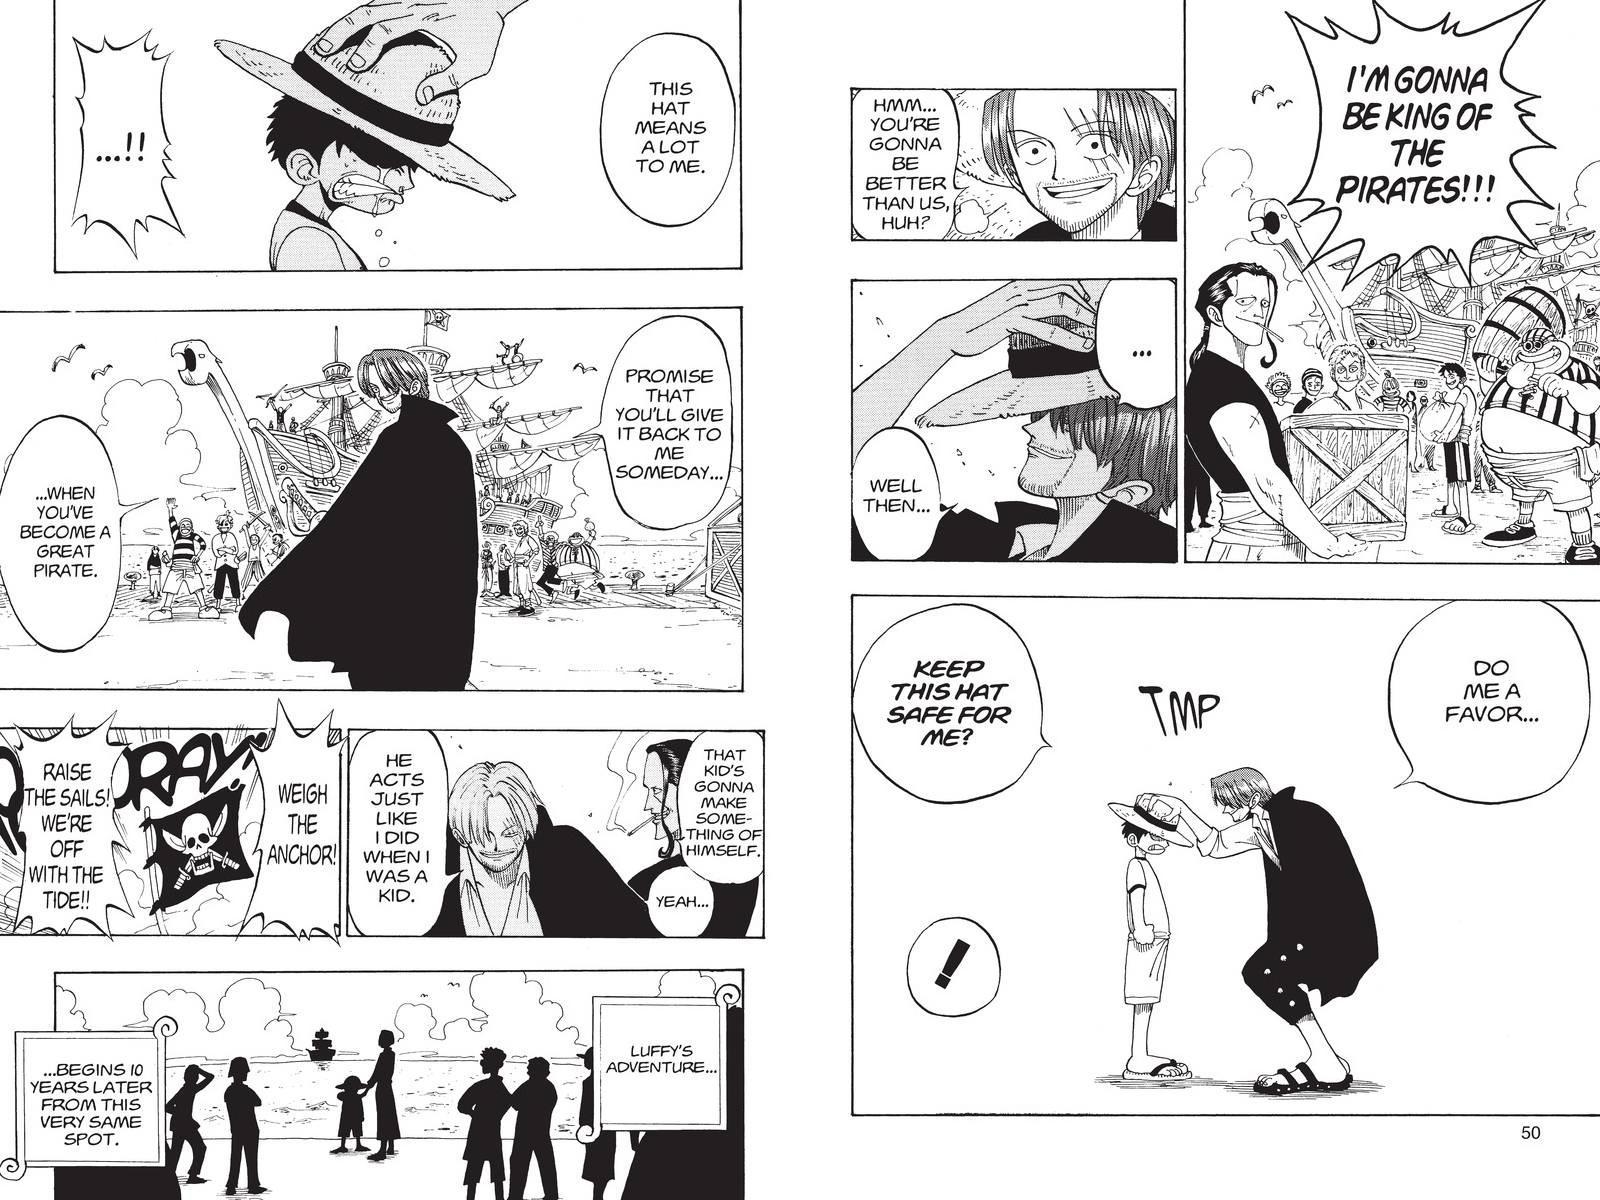 I'M GONNA
BE KING OF
THE
PIRATES!!!
HMM...
YOU'RE
GONNA
BE
BETTER
THAN US,
HUH?
...
WELL
THEN...
DO
ME A
FAVOR...
TMP
KEEP
THIS HAT
SAFE FOR
ME?
!
50
THIS
HAT
MEANS
A LOT
TO ME.
...!!
PROMISE
THAT
YOU'LL GIVE
IT BACK TO
ME
SOMEDAY...
...WHEN
YOU'VE
BECOME A
GREAT
PIRATE.
THAT
KID'S
GONNA
MAKE
SOME-
THING OF
HIMSELF.
YEAH...
HE
ACTS
JUST
LIKE
I DID
WHEN I
WAS A
KID.
WEIGH
THE
ANCHOR!
RAY!
RAISE
THE SAILS!
WE'RE
OFF
WITH THE
TIDE!!
LUFFY'S
ADVENTURE...
...BEGINS 10
YEARS LATER
FROM THIS
VERY SAME
SPOT.